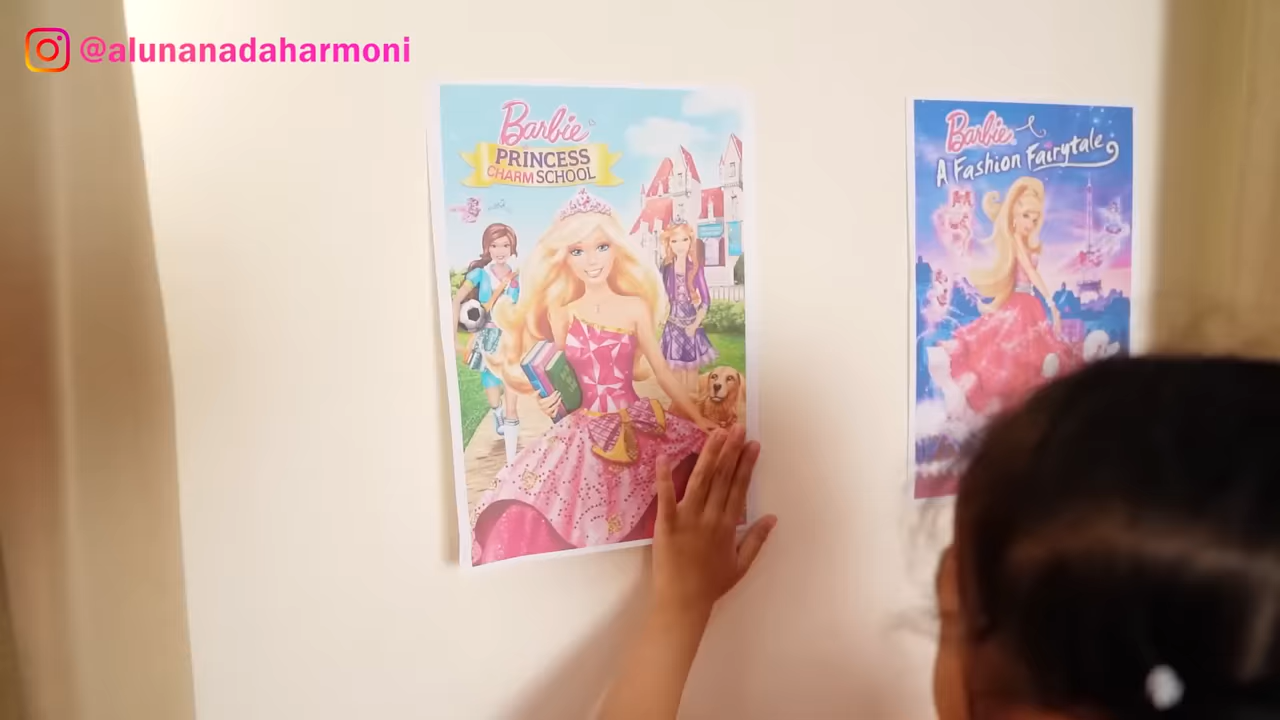 @alunanadaharmoni
Barbie
PRINCESS
CHARM SCHOOL
Barbie
A Fashion Fairytale